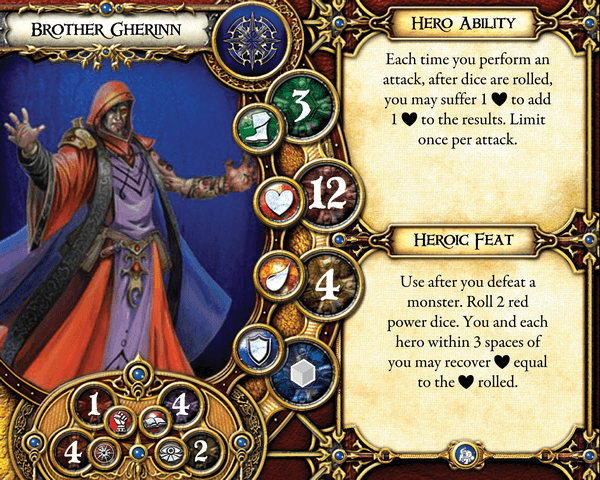 Brother Gherinn
3
12
4
1
4
4
2
Hero Ability
Each time you perform an
attack, after dice are rolled,
you may suffer 1 ♥ to add
1 ♥ to the results. Limit
once per attack.
Heroic Feat
Use after you defeat a
monster. Roll 2 red
power dice. You and each
hero within 3 spaces of
you may recover ♥ equal
to the ♥ rolled.